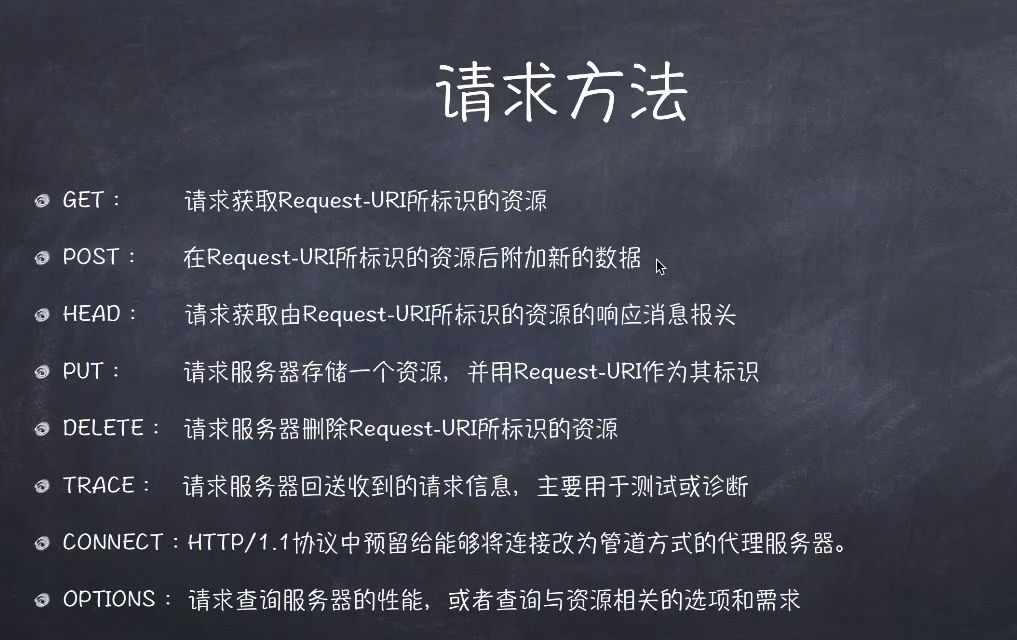 请求方法
GET： 请求获取Request-URI所标识的资源
POST： 在Request-URI所标识的资源后附加新的数据
HEAD： 请求获取由Request-URI所标识的资源的响应消息报头
PUT： 请求服务器存储一个资源，并用Request-URI作为其标识
DELETE： 请求服务器删除Request-URI所标识的资源
TRACE： 请求服务器回送收到的请求信息，主要用于测试或诊断
CONNECT：HTTP/1.1协议中预留给能够将连接改为管道方式的代理服务器。
OPTIONS： 请求查询服务器的性能，或者查询与资源相关的选项和需求